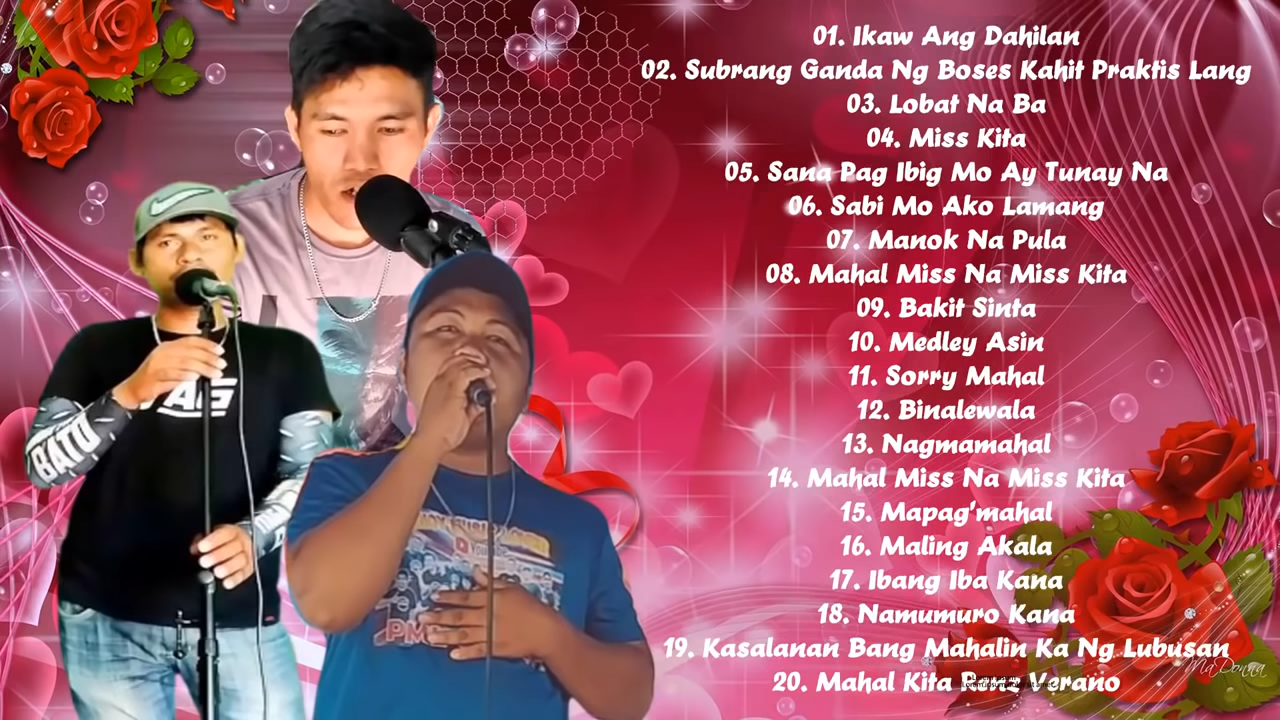 01. Ikaw Ang Dahilan
02. Subrang Ganda Ng Boses Kahit Praktis Lang
03. Lobat Na Ba
04. Miss Kita
05. Sana Pag Ibig Mo Ay Tunay Na
06. Sabi Mo Ako Lamang
07. Manok Na Pula
08. Mahal Miss Na Miss Kita
09. Bakit Sinta
10. Medley Asin
11. Sorry Mahal
12. Binalewala
13. Nagmamahal
14. Mahal Miss Na Miss Kita
15. Mapag'mahal
16. Maling Akala
17. Ibang Iba Kana
18. Namumuro Kana
19. Kasalanan Bang Mahalin Ka Ng Lubusan
20. Mahal Kita Verano
MaDonna
BATO